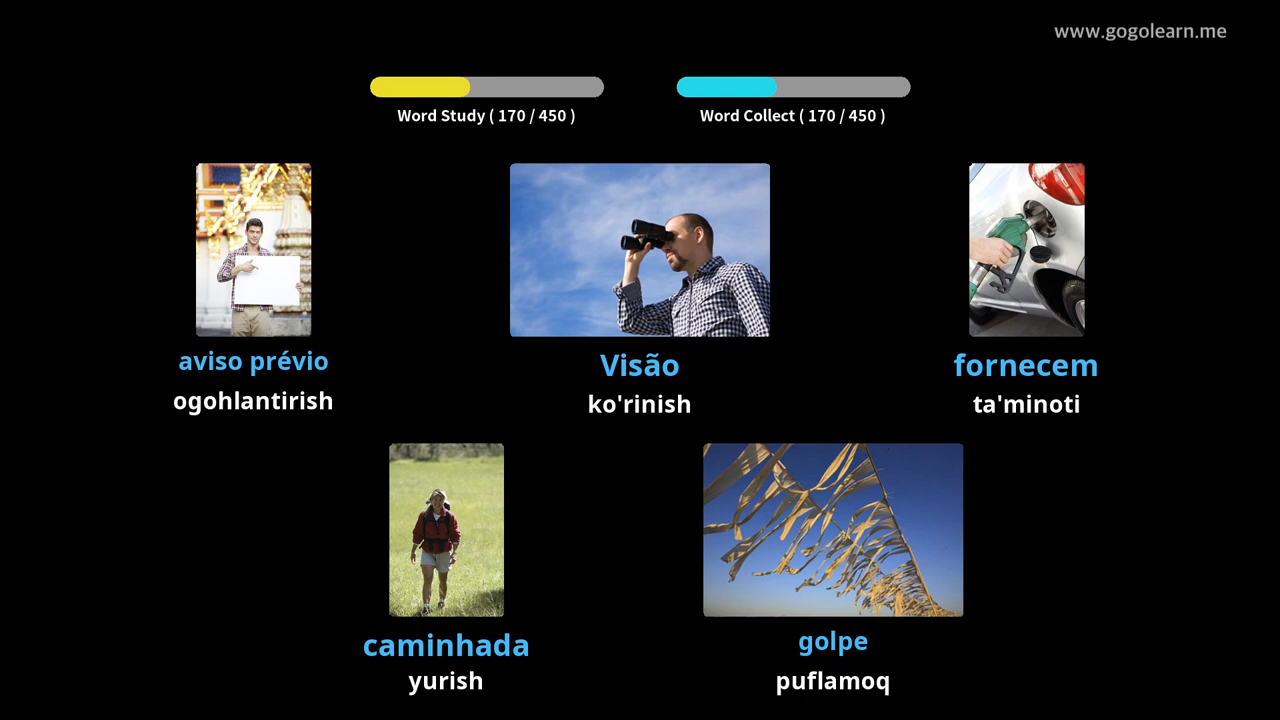 www.gogolearn.me
Word Study ( 170 / 450 )
Word Collect ( 170 / 450 )
aviso prévio
ogohlantirish
Visão
ko'rinish
fornecem
ta'minoti
caminhada
yurish
golpe
puflamoq